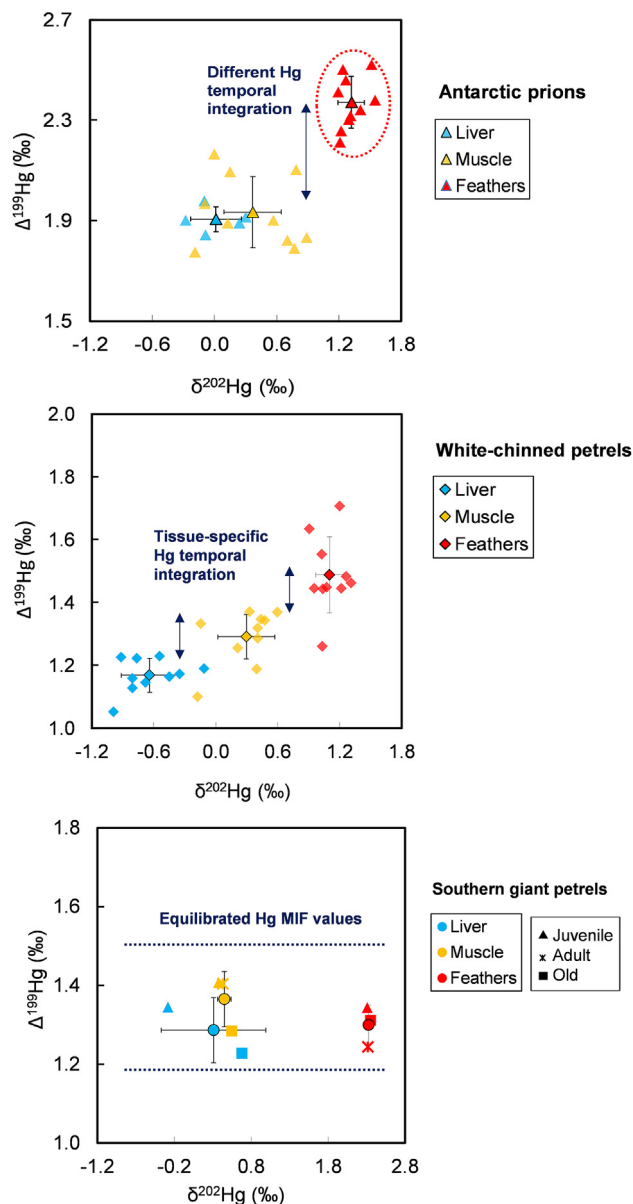 2.7
2.3
1.9
1.5
Δ¹⁹⁹Hg (‰)
Different Hg
temporal
integration
-1.2 -0.6 0.0 0.6 1.2 1.8
δ²⁰²Hg (‰)
Antarctic prions
Liver
Muscle
Feathers
2.0
1.8
1.6
1.4
1.2
1.0
Δ¹⁹⁹Hg (‰)
Tissue-specific
Hg temporal
integration
-1.2 -0.6 0.0 0.6 1.2 1.8
δ²⁰²Hg (‰)
White-chinned petrels
Liver
Muscle
Feathers
1.8
1.6
1.4
1.2
1.0
Δ¹⁹⁹Hg (‰)
Equilibrated Hg MIF values
-1.2 -0.2 0.8 1.8 2.8
δ²⁰²Hg (‰)
Southern giant petrels
Liver
Muscle
Feathers
Juvenile
Adult
Old